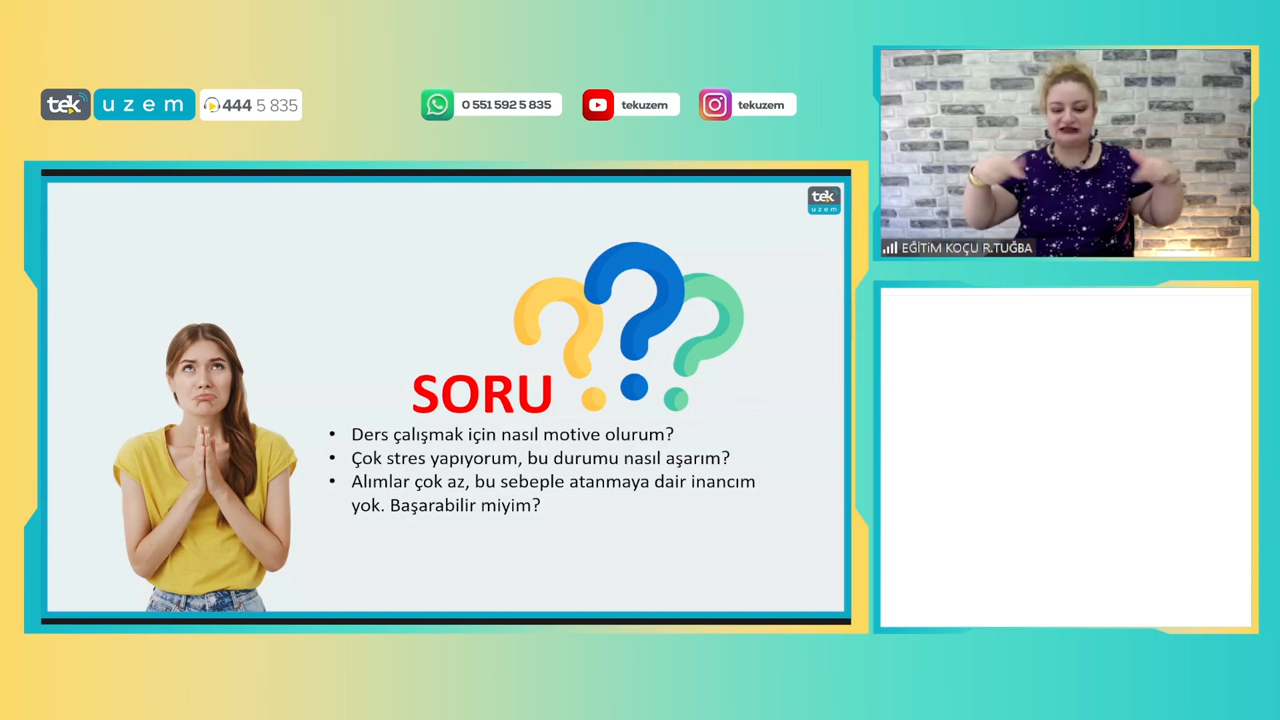 tek uzem 444 5 835
0 551 592 5 835
tekuzem
tekuzem
tek
uzem
SORU
• Ders çalışmak için nasıl motive olurum?
• Çok stres yapıyorum, bu durumu nasıl aşarım?
• Alımlar çok az, bu sebeple atanmaya dair inancım
yok. Başarabilir miyim?
EĞİTİM KOÇU R.TUĞBA